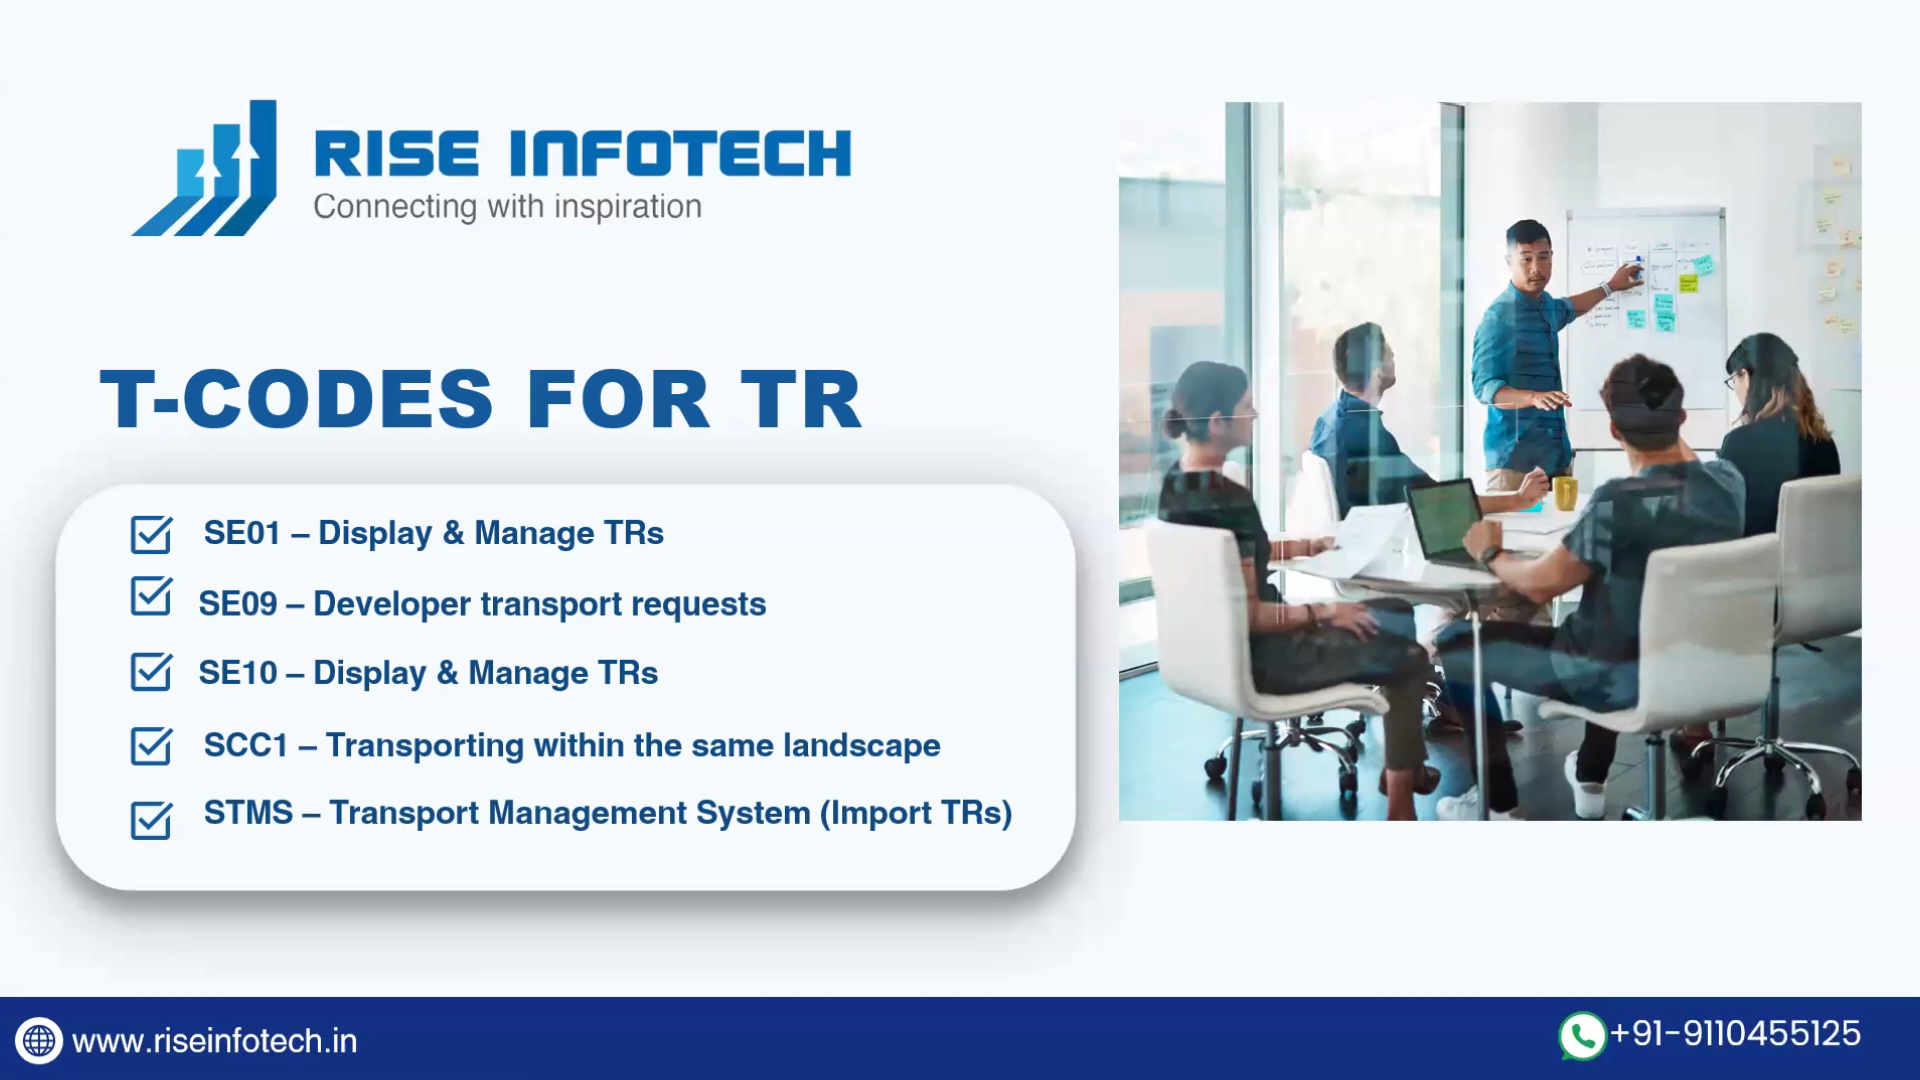 RISE INFOTECH
Connecting with inspiration
T-CODES FOR TR
SE01 – Display & Manage TRs
SE09 – Developer transport requests
SE10 – Display & Manage TRs
SCC1 – Transporting within the same landscape
STMS – Transport Management System (Import TRs)
www.riseinfotech.in
+91-9110455125